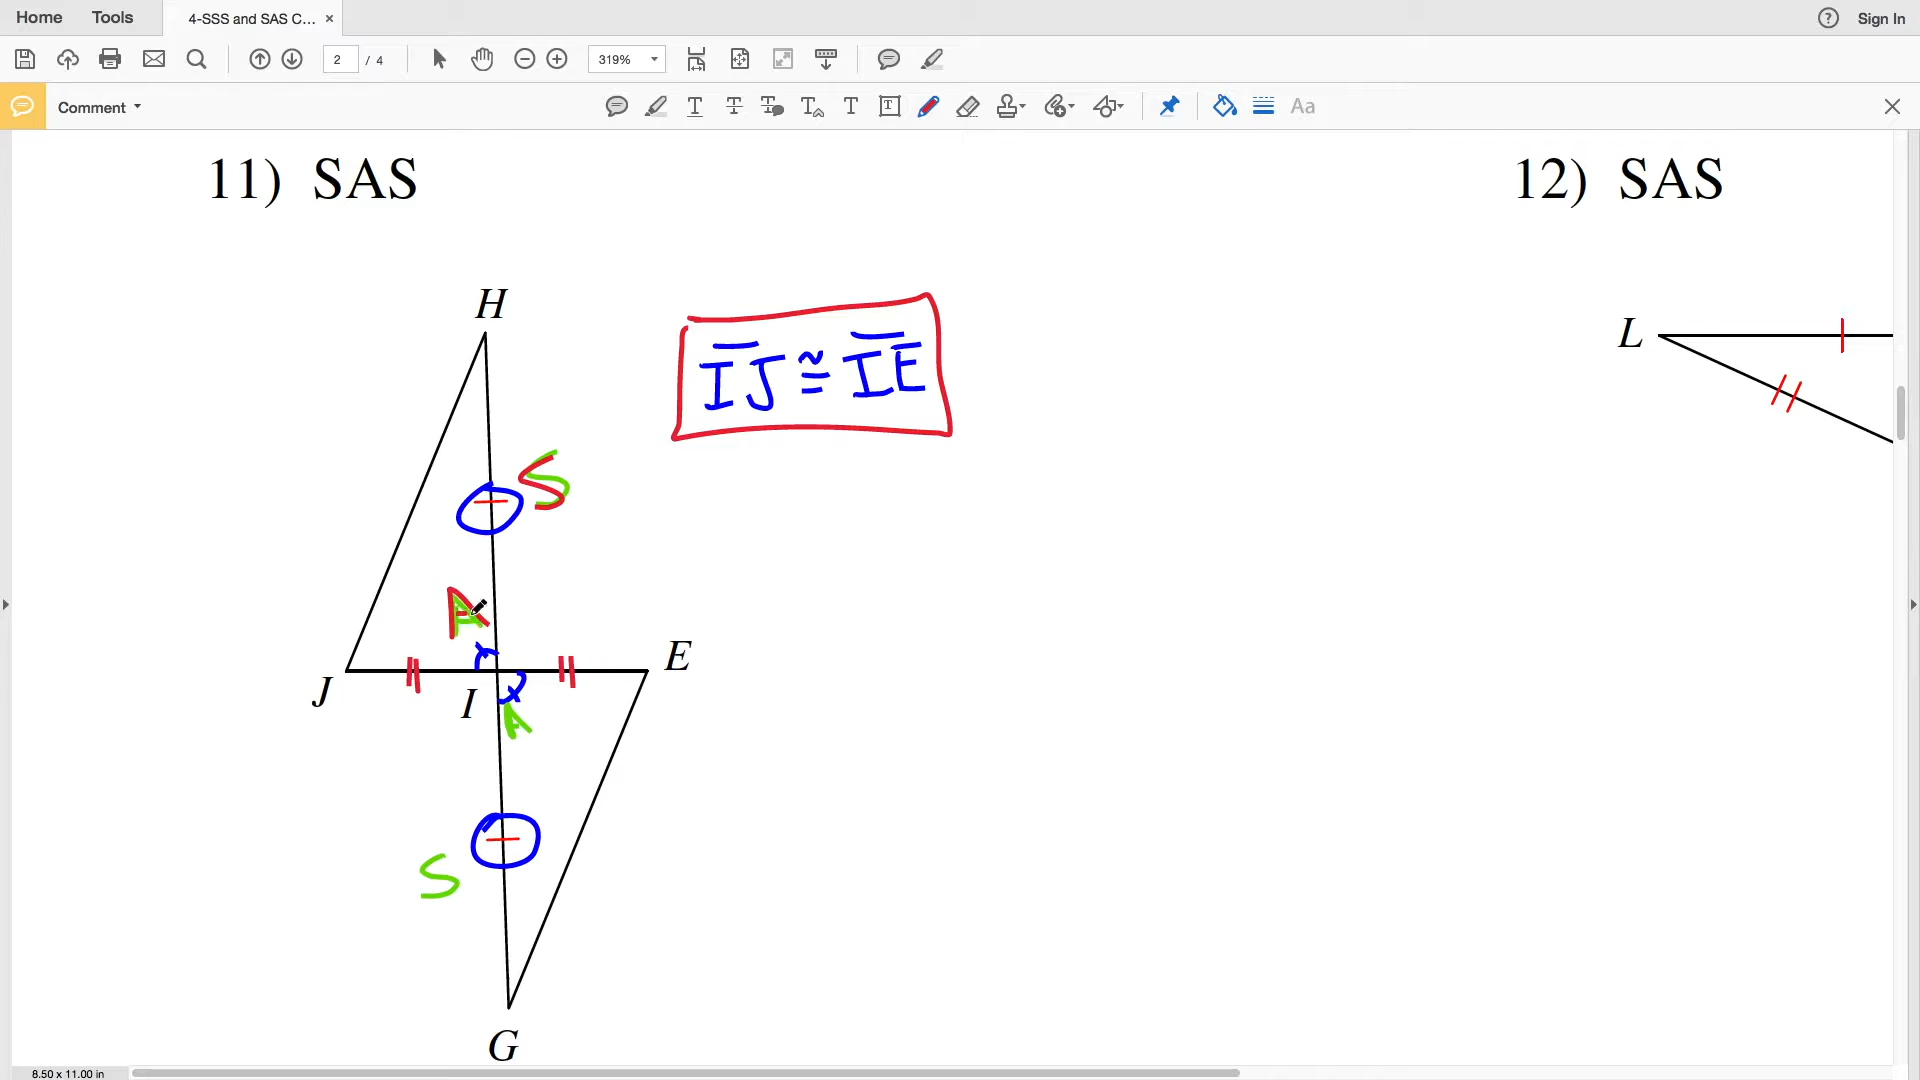 Home Tools 4-SSS and SAS C... × ? Sign In
2 / 4 319%
Comment T T T T T T Aa
11) SAS 12) SAS
H
IJ ≅ IE
L
S
A
E
J I
A
S
G
8.50 x 11.00 in